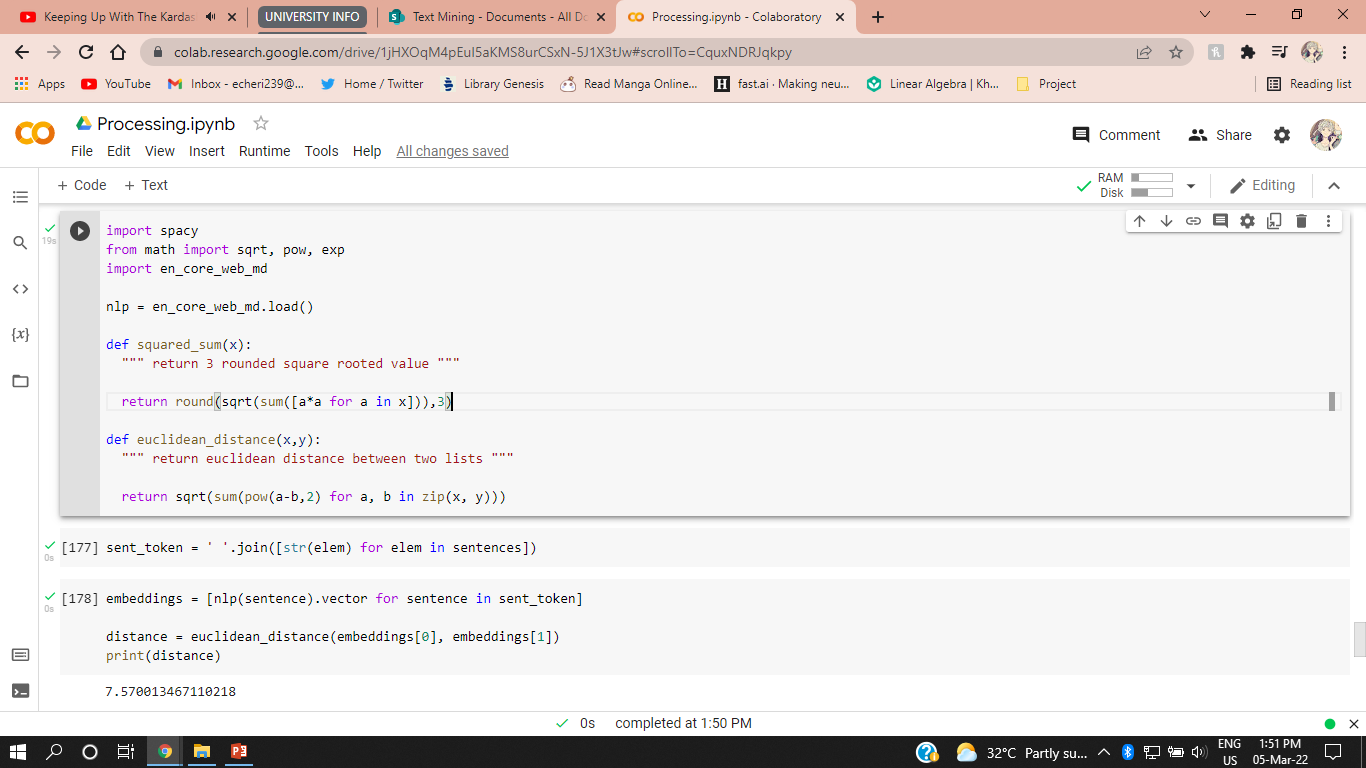 Keeping Up With The Kardas
UNIVERSITY INFO
Text Mining - Documents - All Do
Processing.ipynb - Colaboratory
colab.research.google.com/drive/1jHXOqM4pEuI5aKMS8urCSxN-5J1X3tJw#scrollTo=CquxNDRJqkpy
Apps
YouTube
Inbox - echeri239@...
Home / Twitter
Library Genesis
Read Manga Online...
fast.ai · Making neu...
Linear Algebra | Kh...
Project
Reading list
Processing.ipynb
Comment
Share
File Edit View Insert Runtime Tools Help All changes saved
+ Code + Text
RAM
Disk
Editing
19s
import spacy
from math import sqrt, pow, exp
import en_core_web_md
nlp = en_core_web_md.load()
def squared_sum(x):
""" return 3 rounded square rooted value """
return round(sqrt(sum([a*a for a in x])),3)
def euclidean_distance(x,y):
""" return euclidean distance between two lists """
return sqrt(sum(pow(a-b,2) for a, b in zip(x, y)))
0s
[177] sent_token = ' '.join([str(elem) for elem in sentences])
0s
[178] embeddings = [nlp(sentence).vector for sentence in sent_token]
distance = euclidean_distance(embeddings[0], embeddings[1])
print(distance)
7.570013467110218
0s completed at 1:50 PM
32°C Partly su...
ENG
US
1:51 PM
05-Mar-22